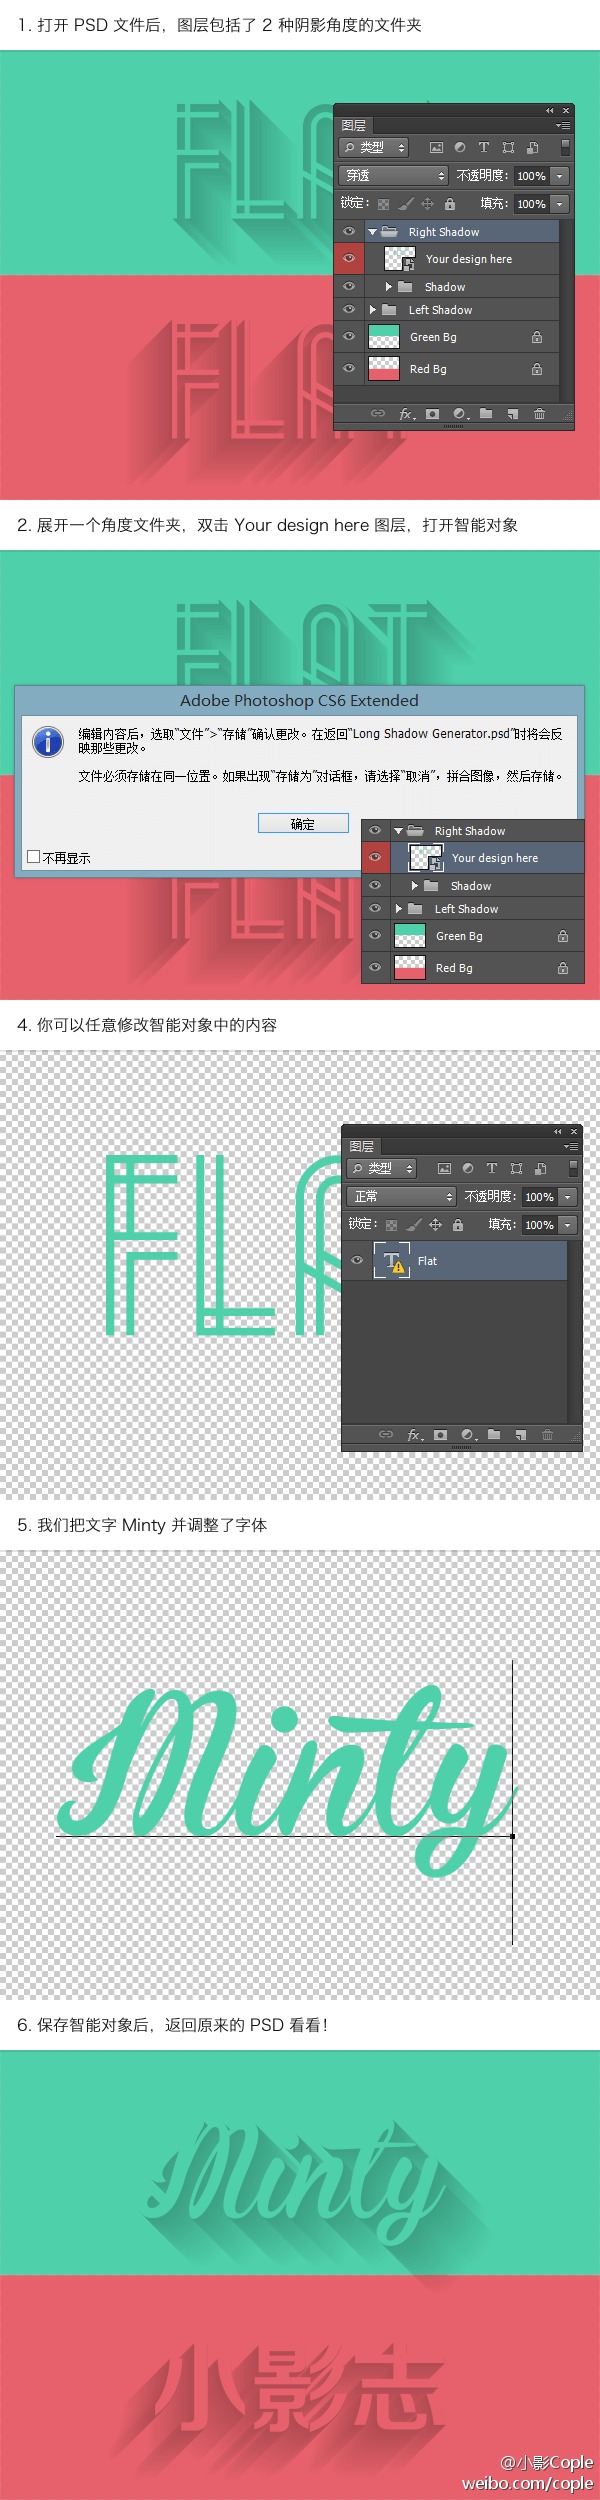 1. 打开 PSD 文件后，图层包括了 2 种阴影角度的文件夹
FLAT
图层
类型
穿透
不透明度: 100%
锁定:
填充: 100%
Right Shadow
Your design here
Shadow
Left Shadow
Green Bg
Red Bg
fx
FLAT
2. 展开一个角度文件夹，双击 Your design here 图层，打开智能对象
FLAT
Adobe Photoshop CS6 Extended
编辑内容后，选取“文件”>“存储”确认更改。在返回“Long Shadow Generator.psd”时将会反
映那些更改。
文件必须存储在同一位置。如果出现“存储为”对话框，请选择“取消”，拼合图像，然后存储。
确定
不再显示
FLAT
Right Shadow
Your design here
Shadow
Left Shadow
Green Bg
Red Bg
4. 你可以任意修改智能对象中的内容
FLA
图层
类型
正常
不透明度: 100%
锁定:
填充: 100%
T Flat
fx
5. 我们把文字 Minty 并调整了字体
Minty
6. 保存智能对象后，返回原来的 PSD 看看！
Minty
小影志
@小影Cople
weibo.com/cople